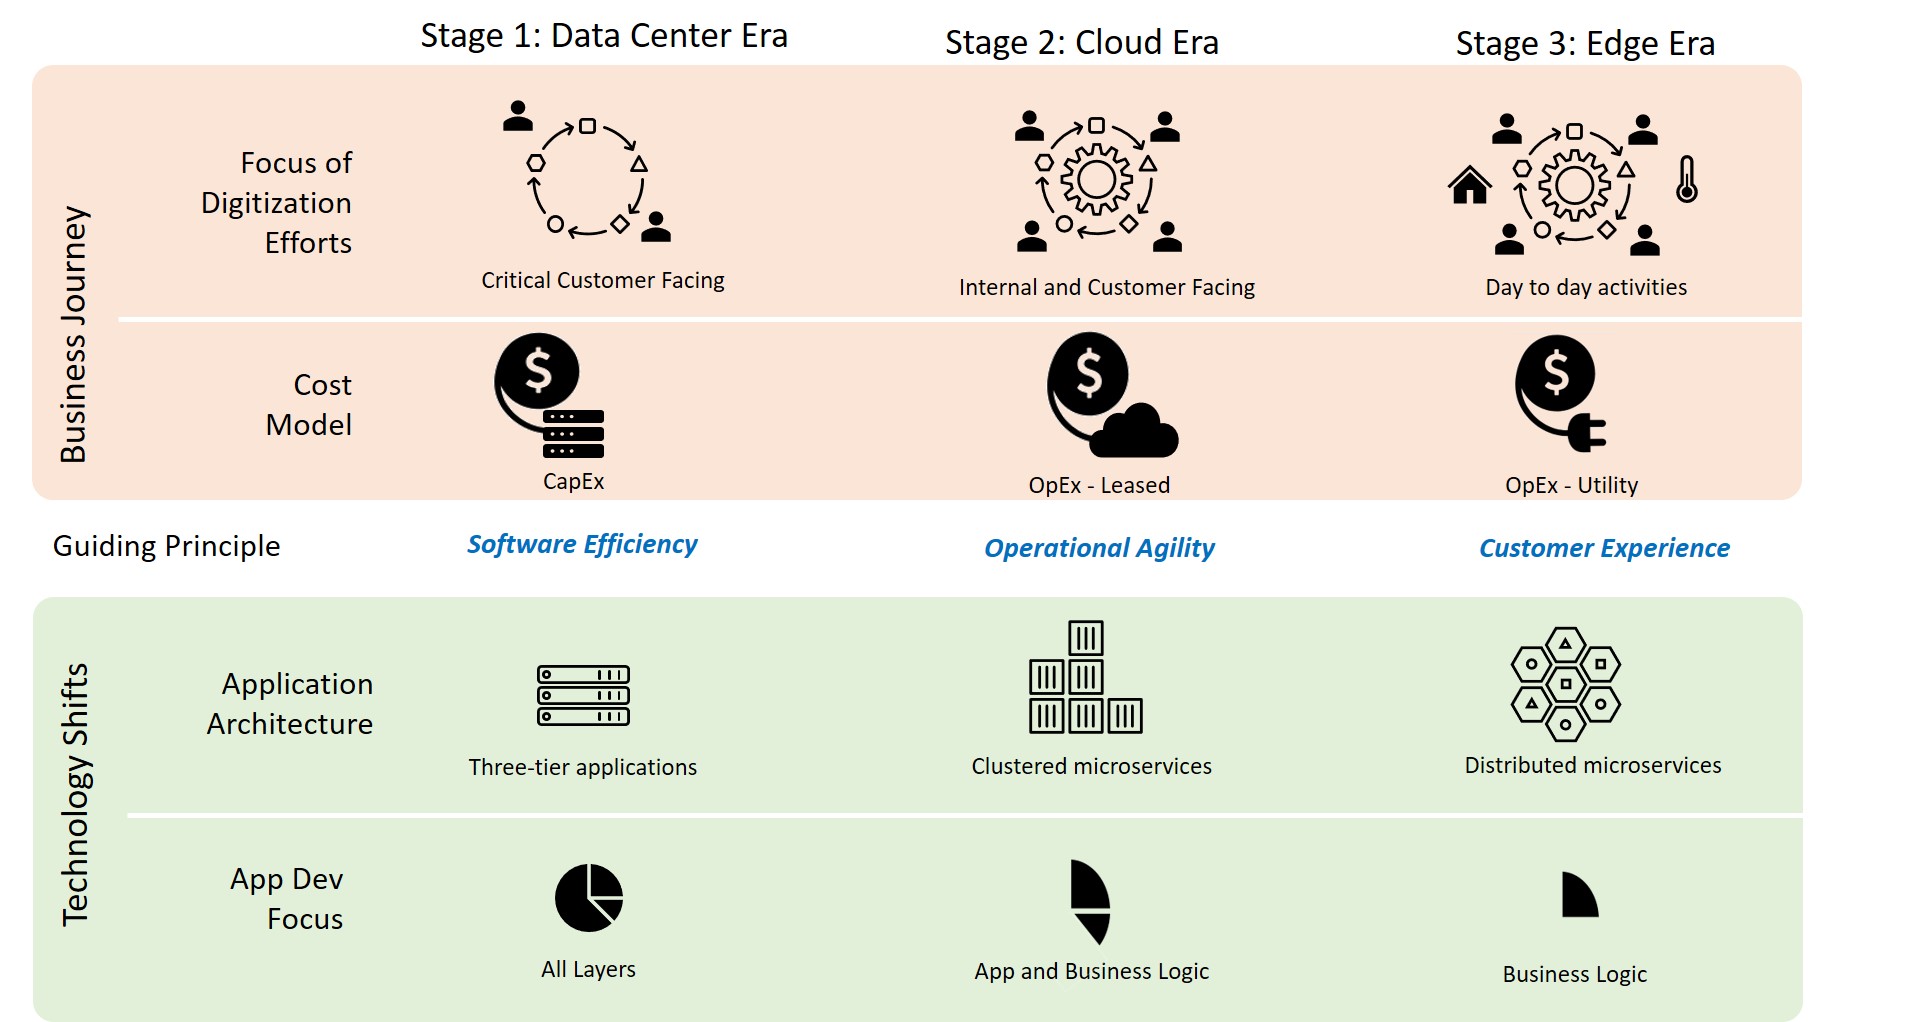 Stage 1: Data Center Era
Stage 2: Cloud Era
Stage 3: Edge Era
Business Journey
Focus of
Digitization
Efforts
Critical Customer Facing
Internal and Customer Facing
Day to day activities
Cost
Model
$
$
$
CapEx
OpEx - Leased
OpEx - Utility
Guiding Principle
Software Efficiency
Operational Agility
Customer Experience
Technology Shifts
Application
Architecture
Three-tier applications
Clustered microservices
Distributed microservices
App Dev
Focus
All Layers
App and Business Logic
Business Logic